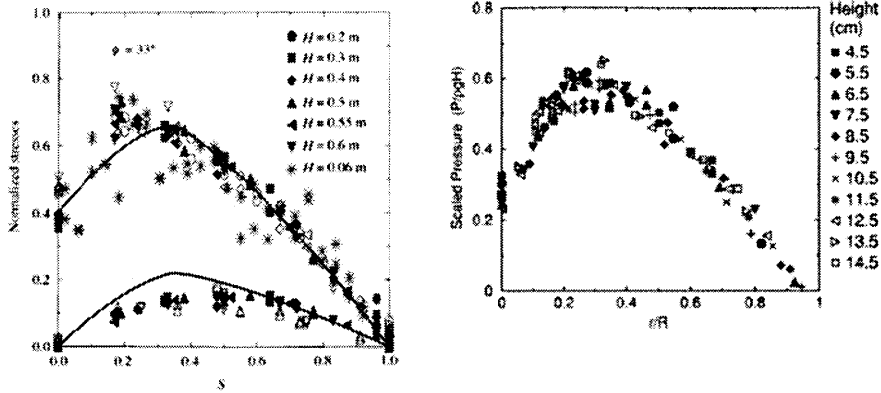 Normalized stresses
1.0
0.8
0.6
0.4
0.2
0.0
0.0 0.2 0.4 0.6 0.8 1.0
S
ϕ = 33°
H = 0.2 m
H = 0.3 m
H = 0.4 m
H = 0.5 m
H = 0.55 m
H = 0.6 m
H = 0.06 m
Scaled Pressure (P/ρgH)
0.8
0.6
0.4
0.2
0
0 0.2 0.4 0.6 0.8 1
r/R
Height
(cm)
4.5
5.5
6.5
7.5
8.5
9.5
10.5
11.5
12.5
13.5
14.5